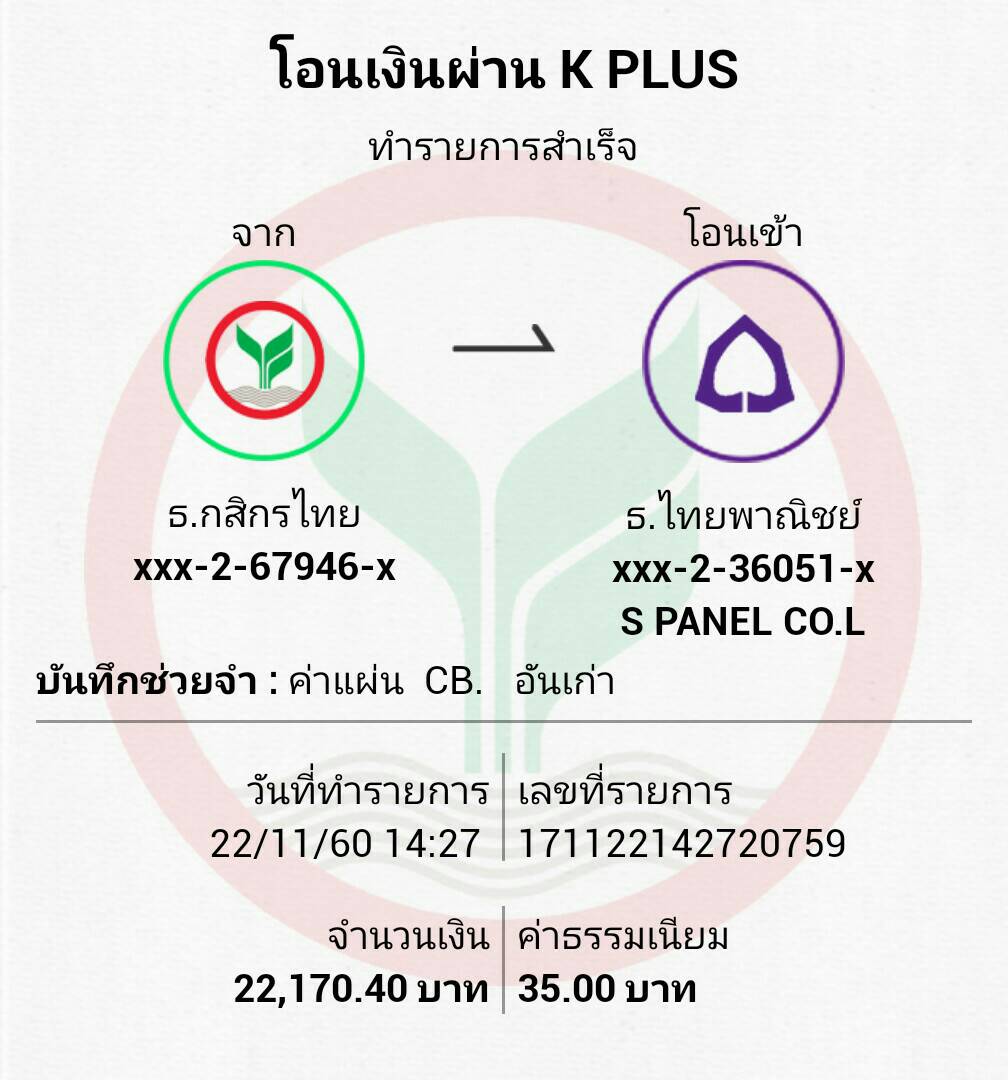 โอนเงินผ่าน K PLUS
ทำรายการสำเร็จ
จาก
โอนเข้า
ธ.กสิกรไทย
xxx-2-67946-x
ธ.ไทยพาณิชย์
xxx-2-36051-x
S PANEL CO.L
บันทึกช่วยจำ : ค่าแผ่น CB. อันเก่า
วันที่ทำรายการ
22/11/60 14:27
เลขที่รายการ
171122142720759
จำนวนเงิน
22,170.40 บาท
ค่าธรรมเนียม
35.00 บาท